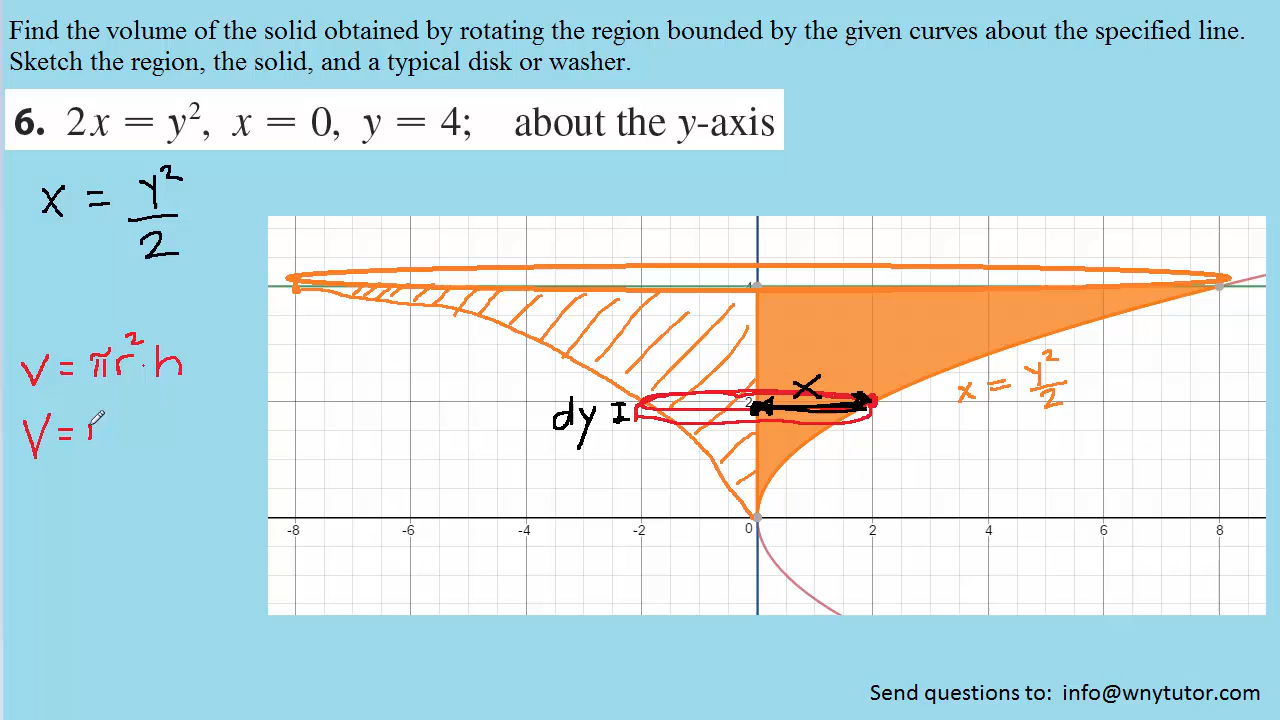 Find the volume of the solid obtained by rotating the region bounded by the given curves about the specified line.
Sketch the region, the solid, and a typical disk or washer.
6. 2x = y², x = 0, y = 4; about the y-axis
x = y²/2
V = πr²·h
V =
4
2
dy
x
x = y²/2
-8 -6 -4 -2 0 2 4 6 8
Send questions to: info@wnytutor.com